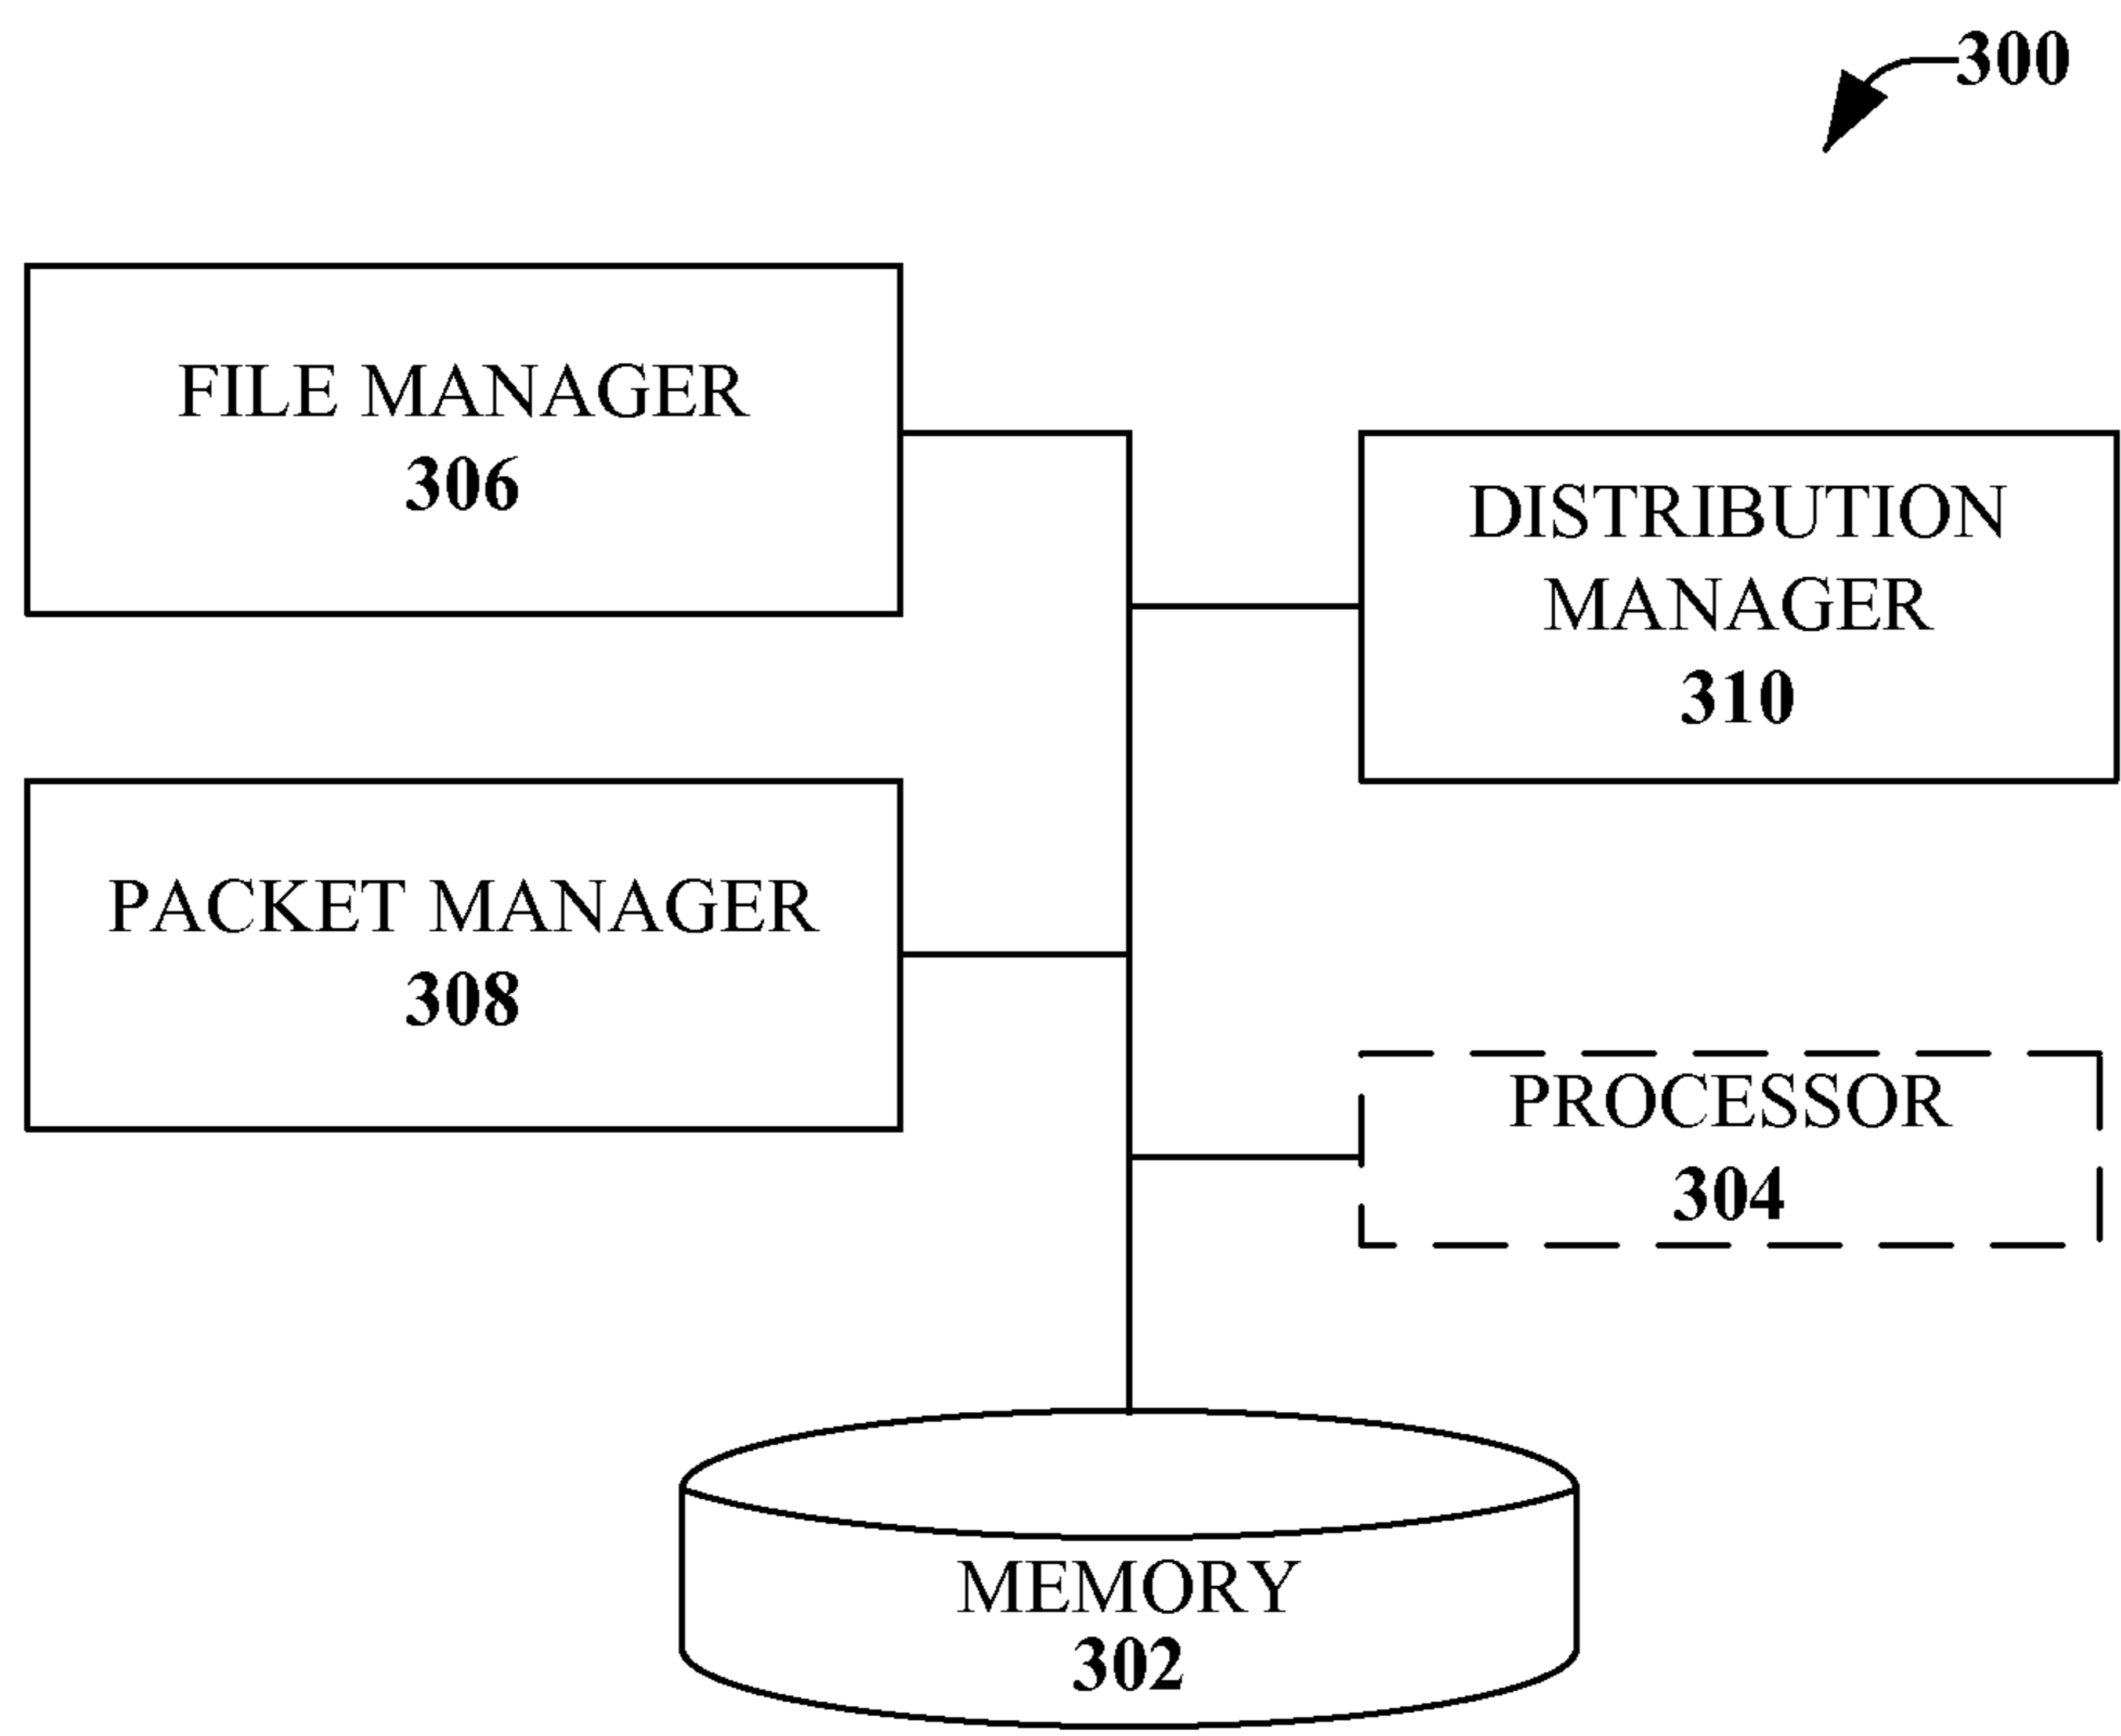 300
FILE MANAGER
306
DISTRIBUTION
MANAGER
310
PACKET MANAGER
308
PROCESSOR
304
MEMORY
302